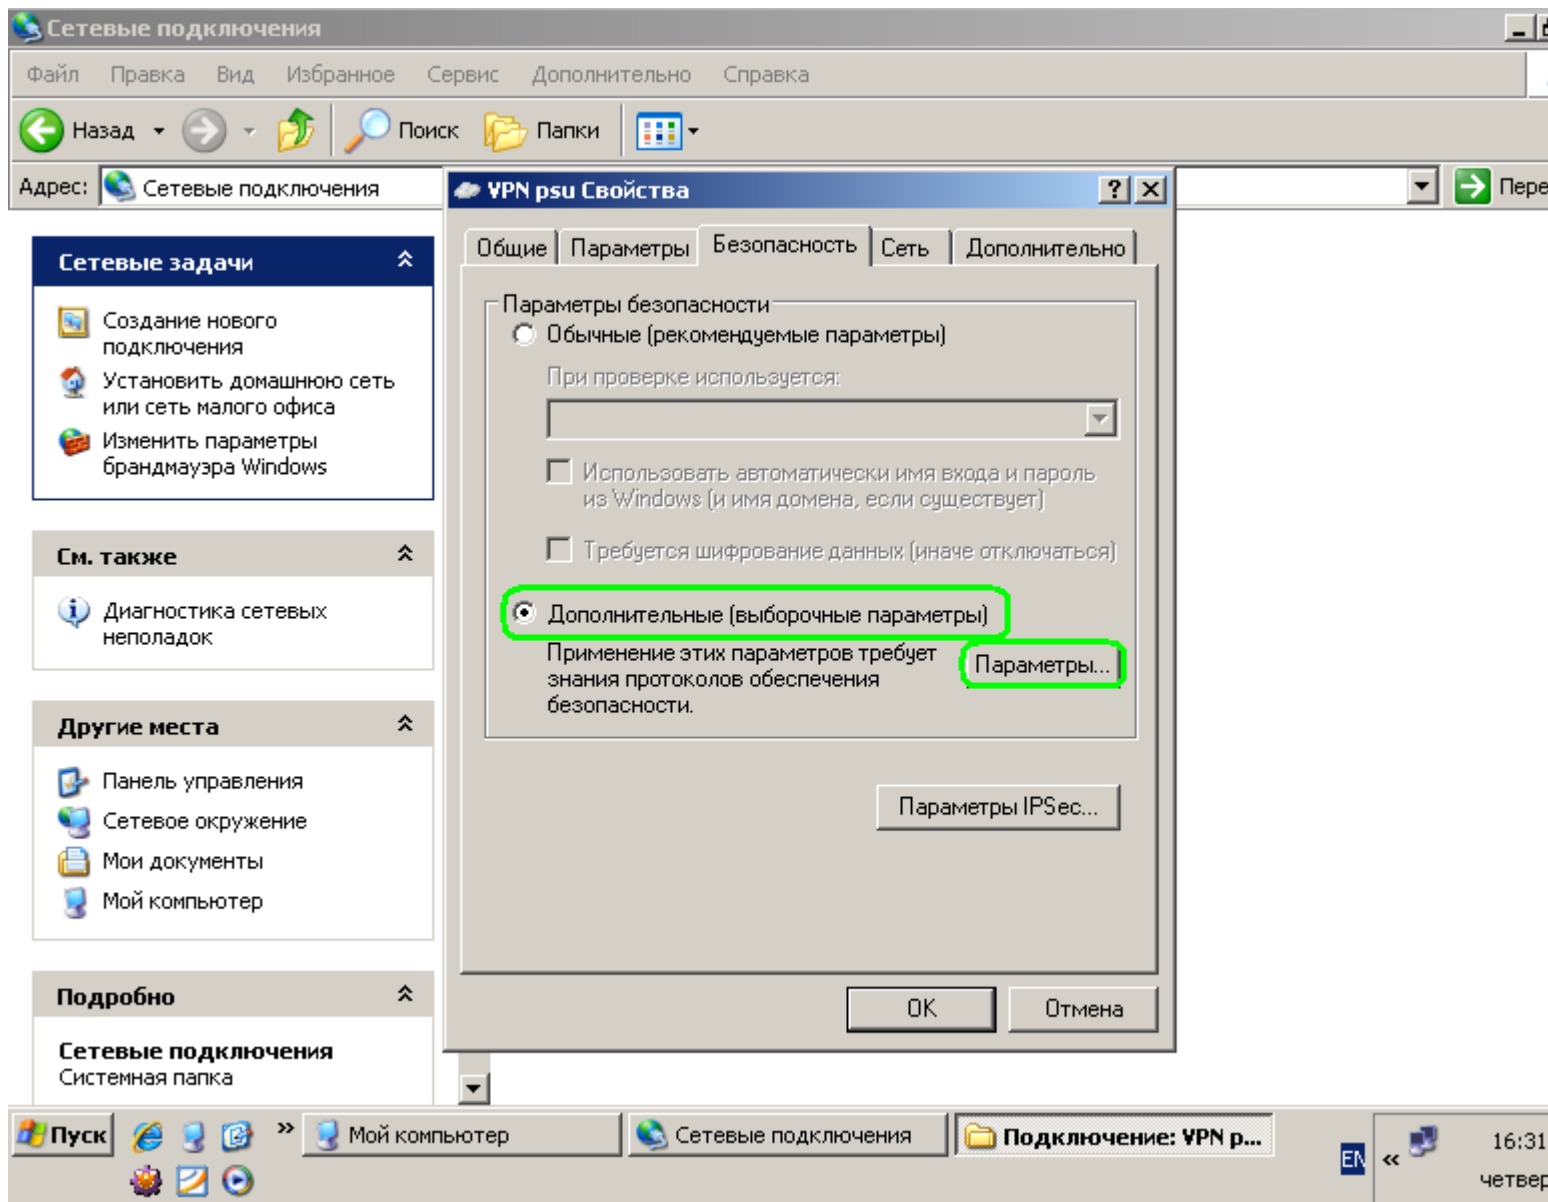 Сетевые подключения
Файл Правка Вид Избранное Сервис Дополнительно Справка
Назад Поиск Папки
Адрес: Сетевые подключения
VPN psu Свойства
Общие Параметры Безопасность Сеть Дополнительно
Сетевые задачи
Создание нового
подключения
Установить домашнюю сеть
или сеть малого офиса
Изменить параметры
брандмауэра Windows
См. также
Диагностика сетевых
неполадок
Другие места
Панель управления
Сетевое окружение
Мои документы
Мой компьютер
Подробно
Сетевые подключения
Системная папка
Параметры безопасности
Обычные (рекомендуемые параметры)
При проверке используется:
Использовать автоматически имя входа и пароль
из Windows (и имя домена, если существует)
Требуется шифрование данных (иначе отключаться)
Дополнительные (выборочные параметры)
Применение этих параметров требует
знания протоколов обеспечения
безопасности.
Параметры...
Параметры IPSec...
OK Отмена
Пуск » Мой компьютер Сетевые подключения Подключение: VPN p...
EN « 16:31